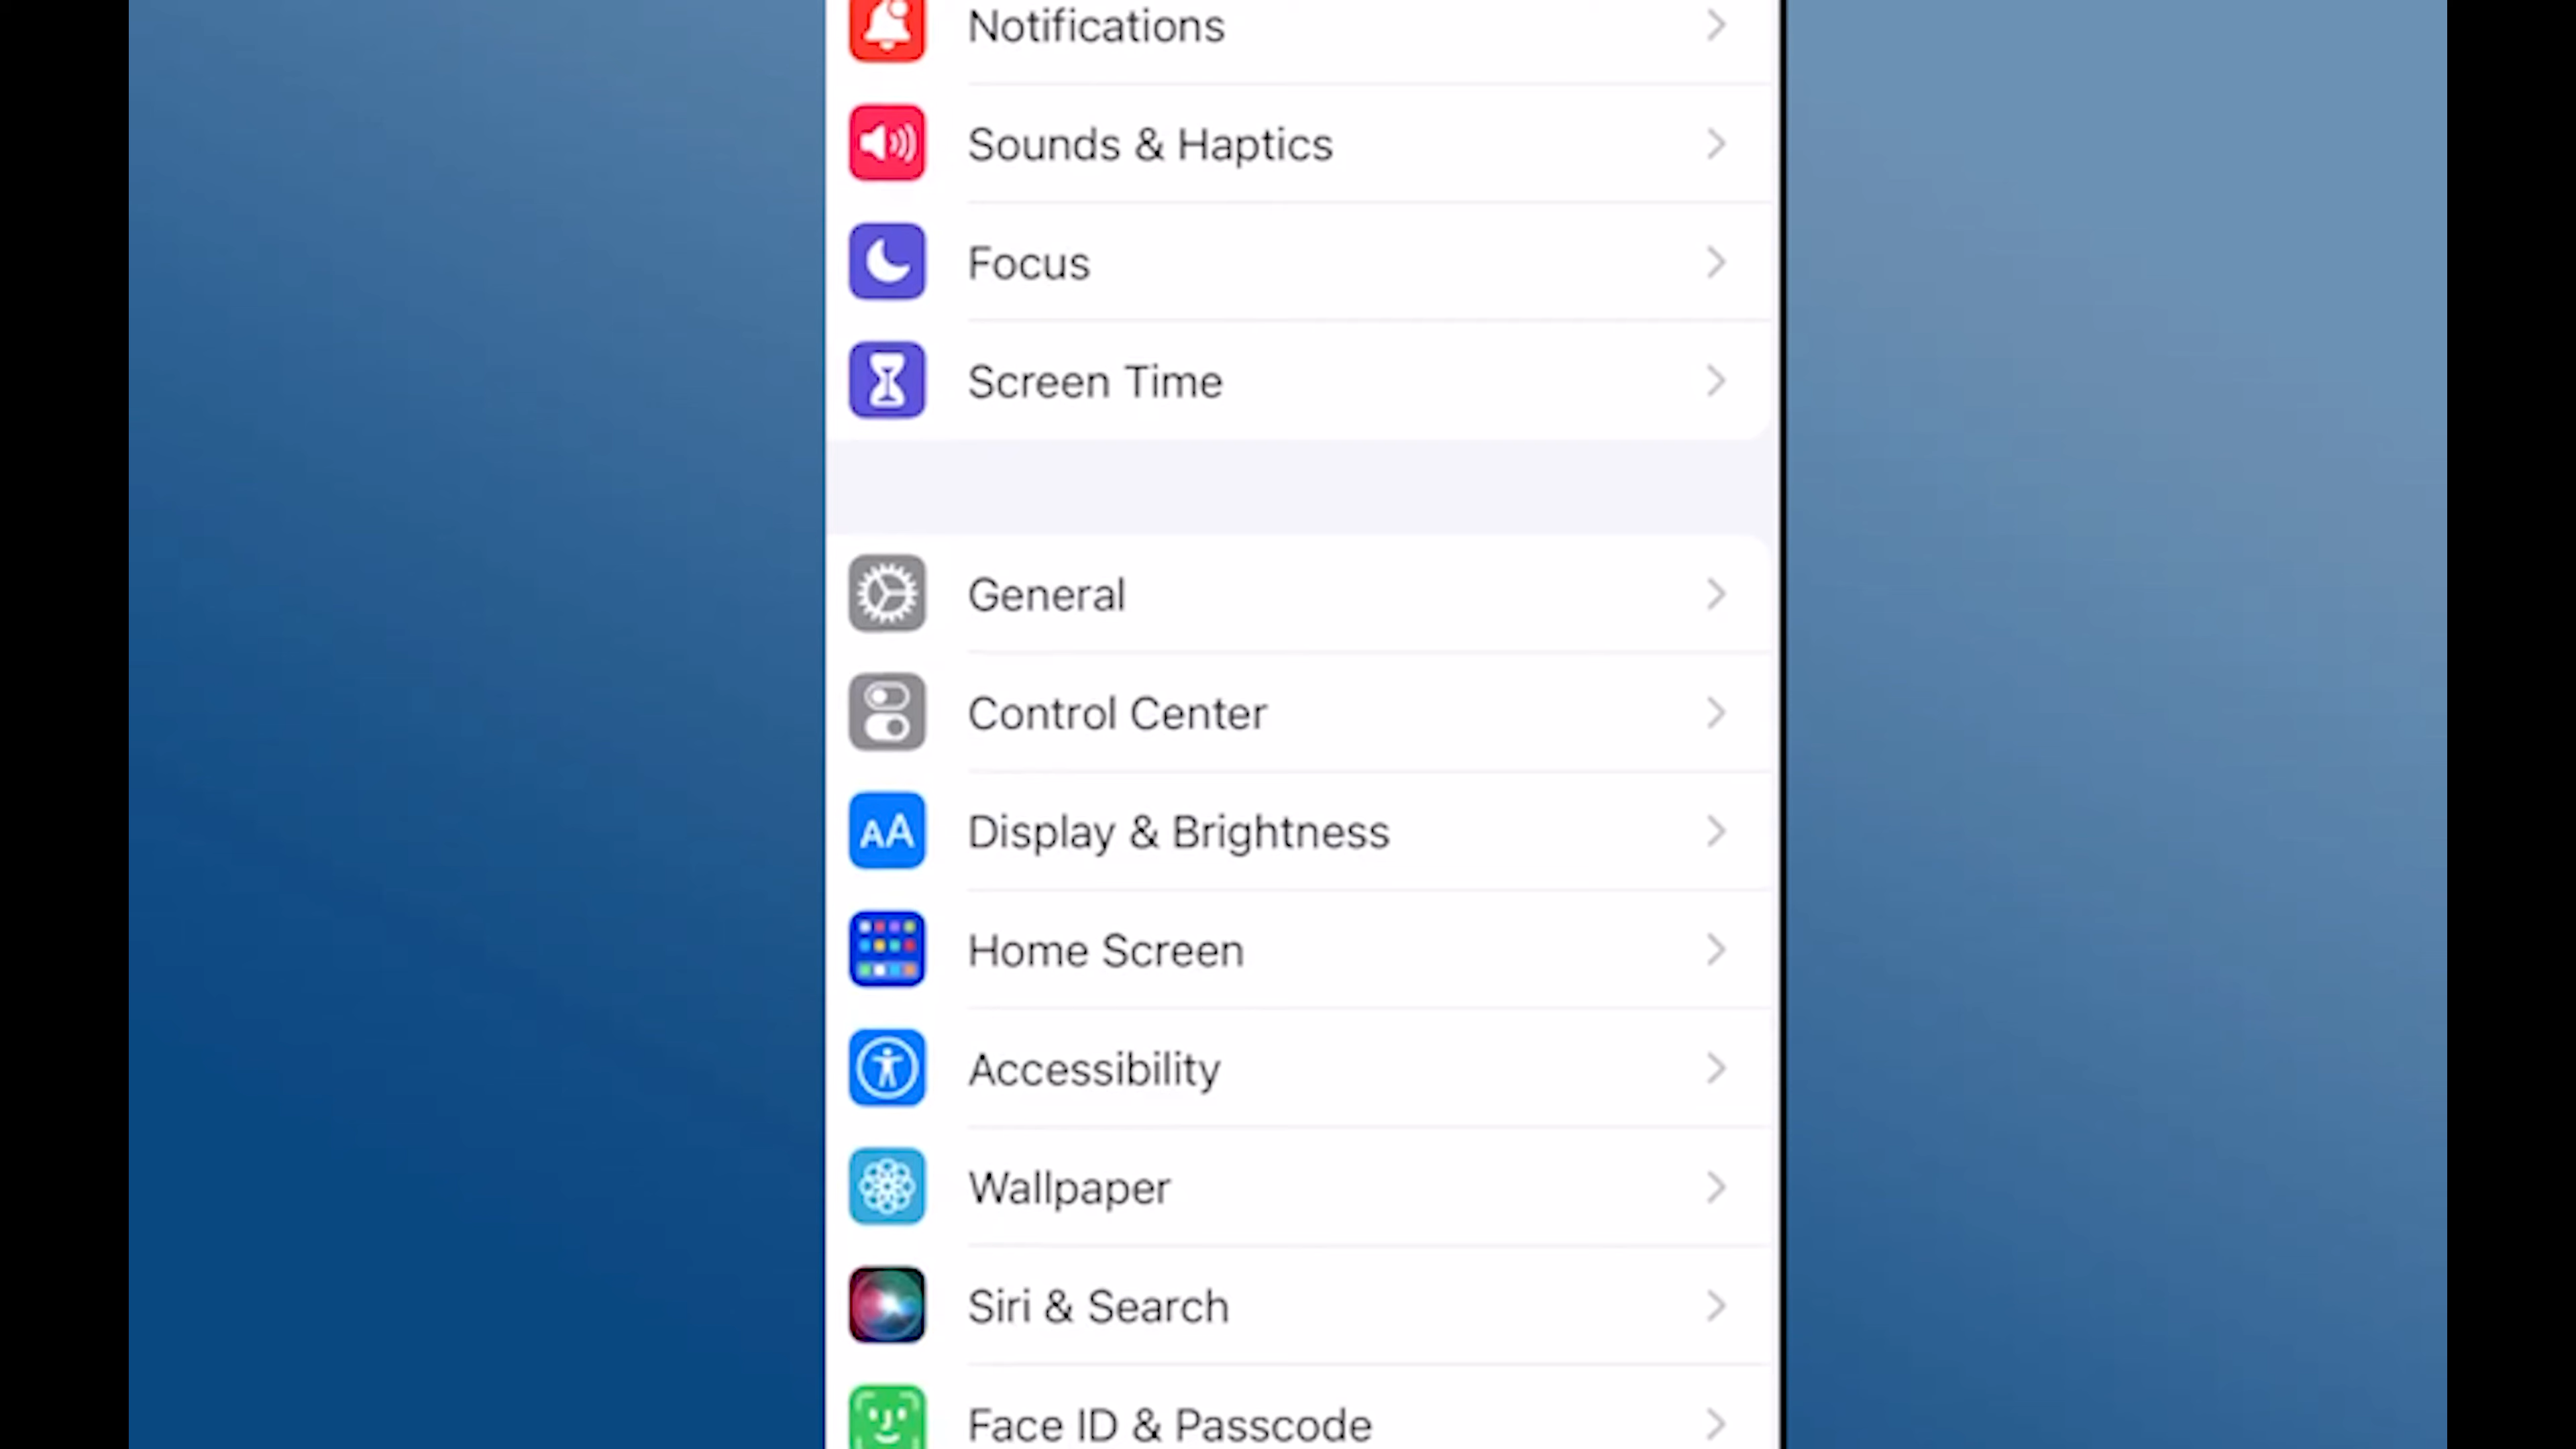 Notifications
Sounds & Haptics
Focus
Screen Time
General
Control Center
AA
Display & Brightness
Home Screen
Accessibility
Wallpaper
Siri & Search
Face ID & Passcode